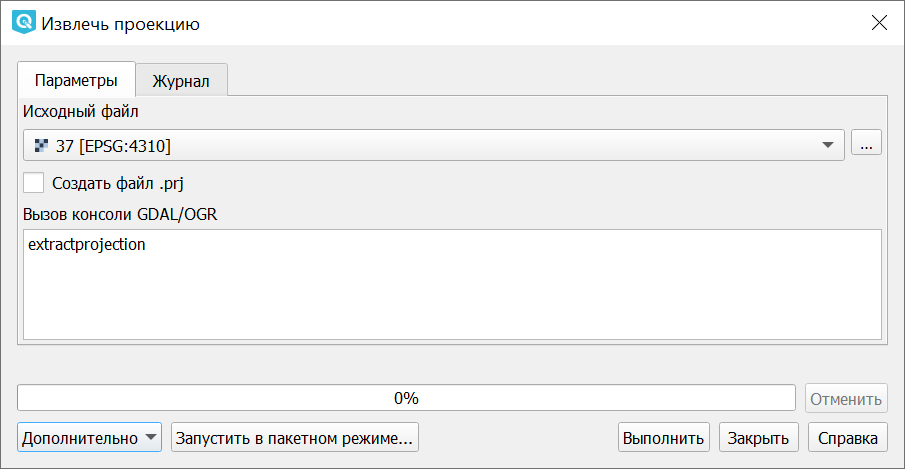 Извлечь проекцию
Параметры
Журнал
Исходный файл
37 [EPSG:4310]
...
Создать файл .prj
Вызов консоли GDAL/OGR
extractprojection
0%
Отменить
Дополнительно
Запустить в пакетном режиме...
Выполнить
Закрыть
Справка